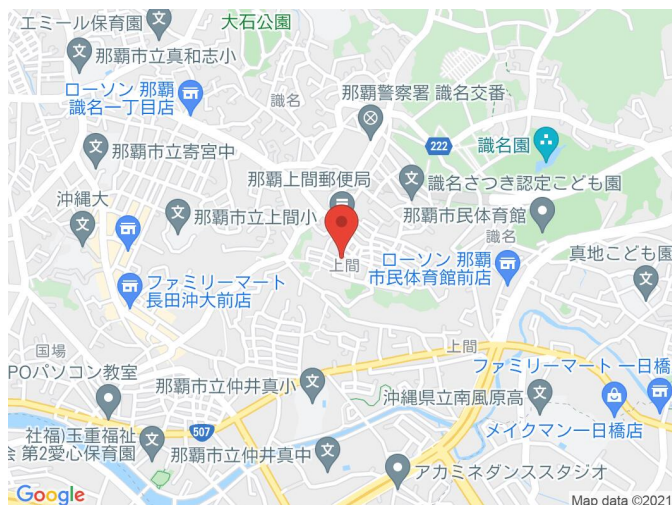 エミール保育園
大石公園
那覇市立真和志小
ローソン 那覇
識名一丁目店
識名
那覇警察署 識名交番
222
識名園
那覇市立寄宮中
那覇上間郵便局
識名さつき認定こども園
沖縄大
那覇市立上間小
那覇市民体育館
識名
上間
ローソン 那覇
市民体育館前店
真地こども園
ファミリーマート
長田沖大前店
国場
POパソコン教室
上間
ファミリーマート 一日橋
那覇市立仲井真小
沖縄県立南風原高
メイクマン一日橋店
507
社福)玉重福祉
会 第2愛心保育園
那覇市立仲井真中
アカミネダンススタジオ
Google
Map data ©2021